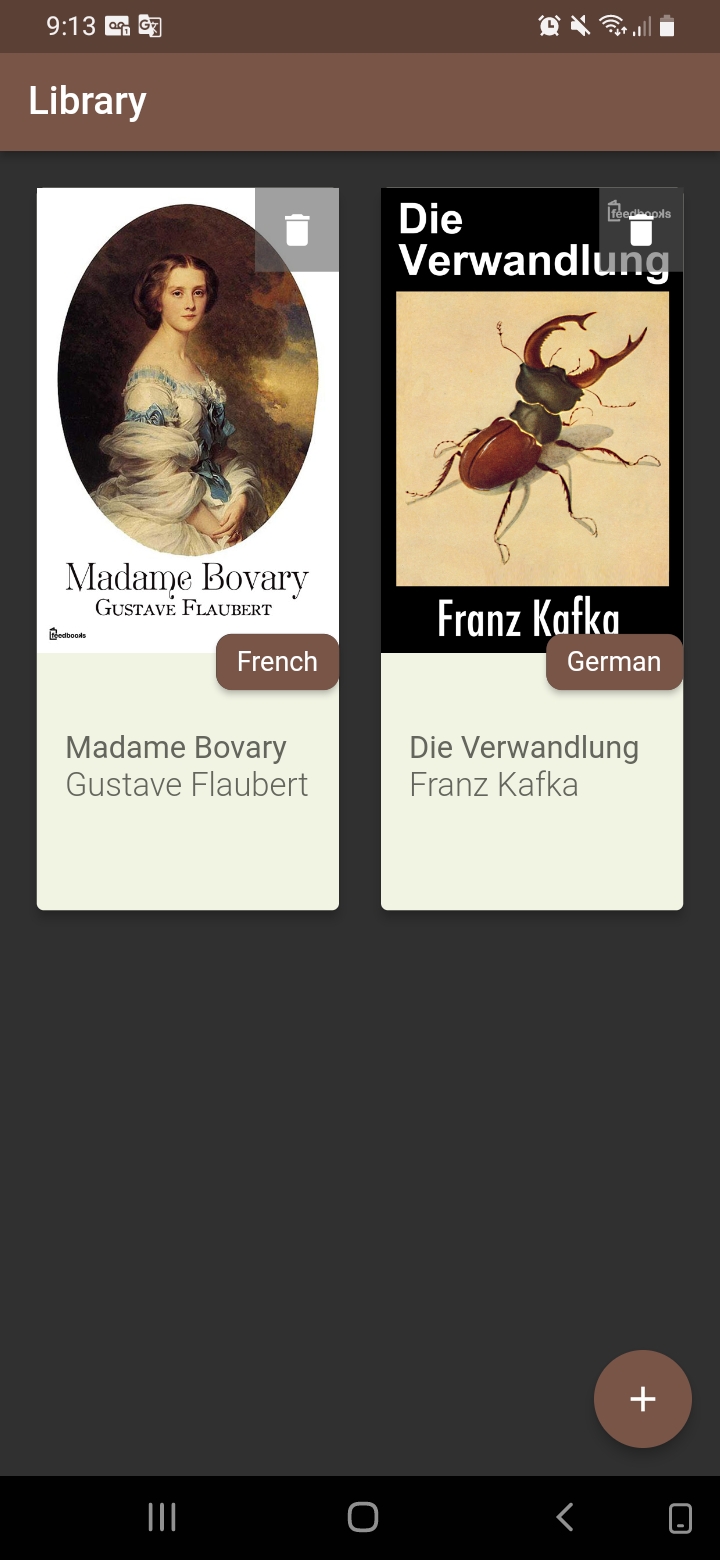 9:13
Library
Madame Bovary
Gustave Flaubert
feedbooks
French
Madame Bovary
Gustave Flaubert
feedbooks
Die
Verwandlung
Franz Kafka
German
Die Verwandlung
Franz Kafka